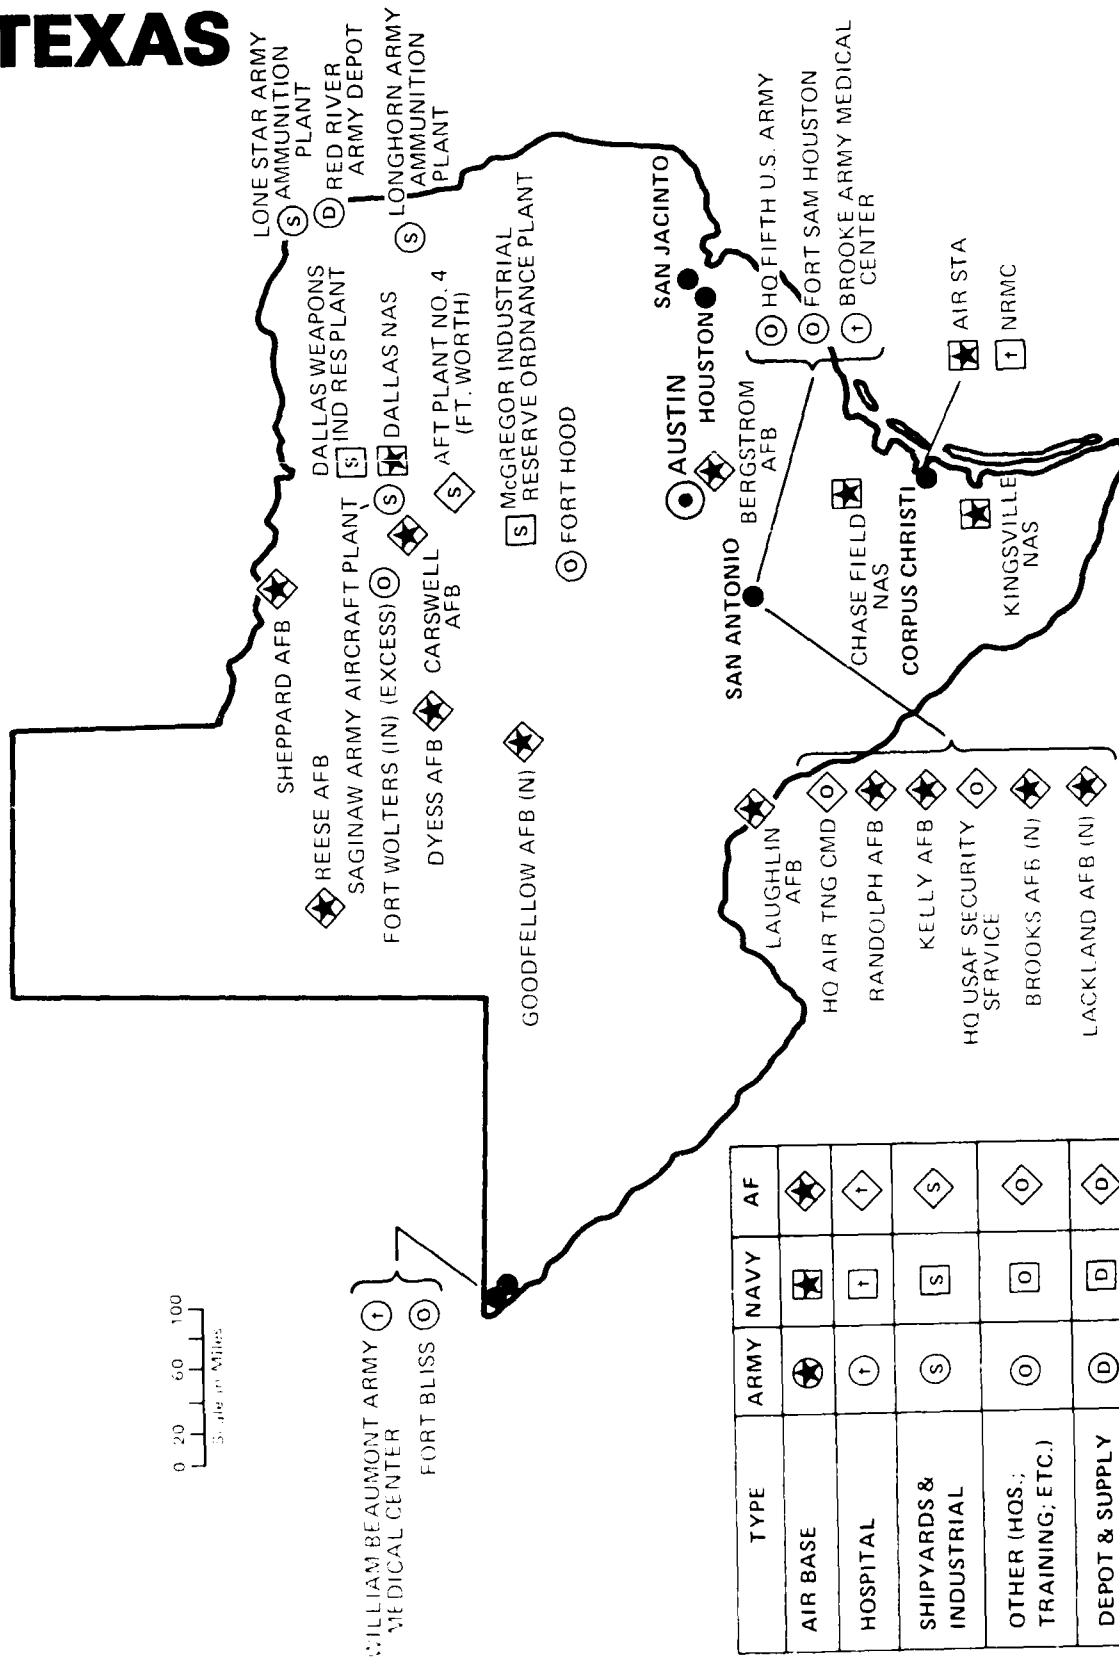 TEXAS
LONE STAR ARMY
AMMUNITION
PLANT
S
D
RED RIVER
ARMY DEPOT
LONGHORN ARMY
AMMUNITION
PLANT
S
SHEPPARD AFB
DALLAS WEAPONS
IND RES PLANT
S
REESE AFB
SAGINAW ARMY AIRCRAFT PLANT
S
DALLAS NAS
FORT WOLTERS (IN) (EXCESS)
O
DYESS AFB
CARSWELL
AFB
AFT PLANT NO. 4
(FT. WORTH)
S
GOODFELLOW AFB (N)
McGREGOR INDUSTRIAL
RESERVE ORDNANCE PLANT
S
FORT HOOD
O
SAN JACINTO
HOUSTON
AUSTIN
BERGSTROM
AFB
SAN ANTONIO
O
HQ FIFTH U.S. ARMY
O
FORT SAM HOUSTON
BROOKE ARMY MEDICAL
CENTER
CHASE FIELD
NAS
CORPUS CHRISTI
AIR STA
NRMC
KINGSVILLE
NAS
LAUGHLIN
AFB
HQ AIR TNG CMD
O
RANDOLPH AFB
KELLY AFB
HQ USAF SECURITY
SERVICE
O
BROOKS AFB (N)
LACKLAND AFB (N)
WILLIAM BEAUMONT ARMY
MEDICAL CENTER
FORT BLISS
O
0 20 60 100
Scale in Miles
TYPE ARMY NAVY AF
AIR BASE
HOSPITAL
SHIPYARDS &
INDUSTRIAL
S S S
OTHER (HQS.;
TRAINING; ETC.)
O O O
DEPOT & SUPPLY
D D D